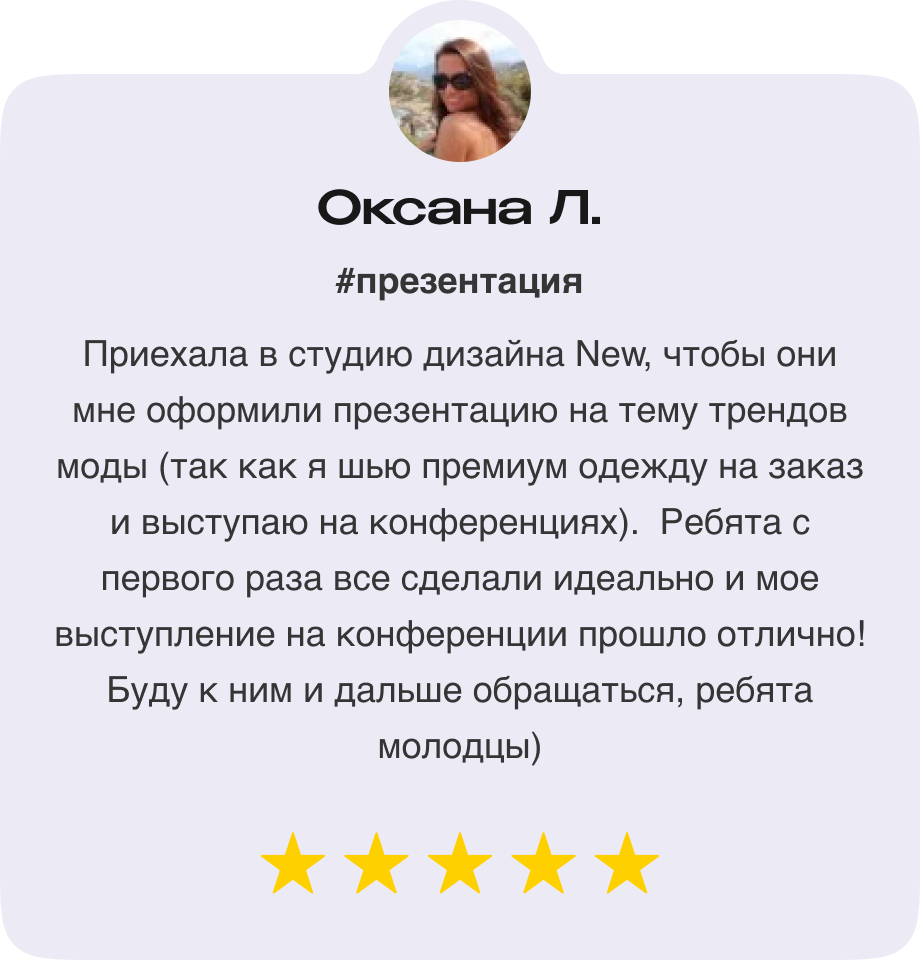 Оксана Л.
#презентация
Приехала в студию дизайна New, чтобы они
мне оформили презентацию на тему трендов
моды (так как я шью премиум одежду на заказ
и выступаю на конференциях).  Ребята с
первого раза все сделали идеально и мое
выступление на конференции прошло отлично!
Буду к ним и дальше обращаться, ребята
молодцы)